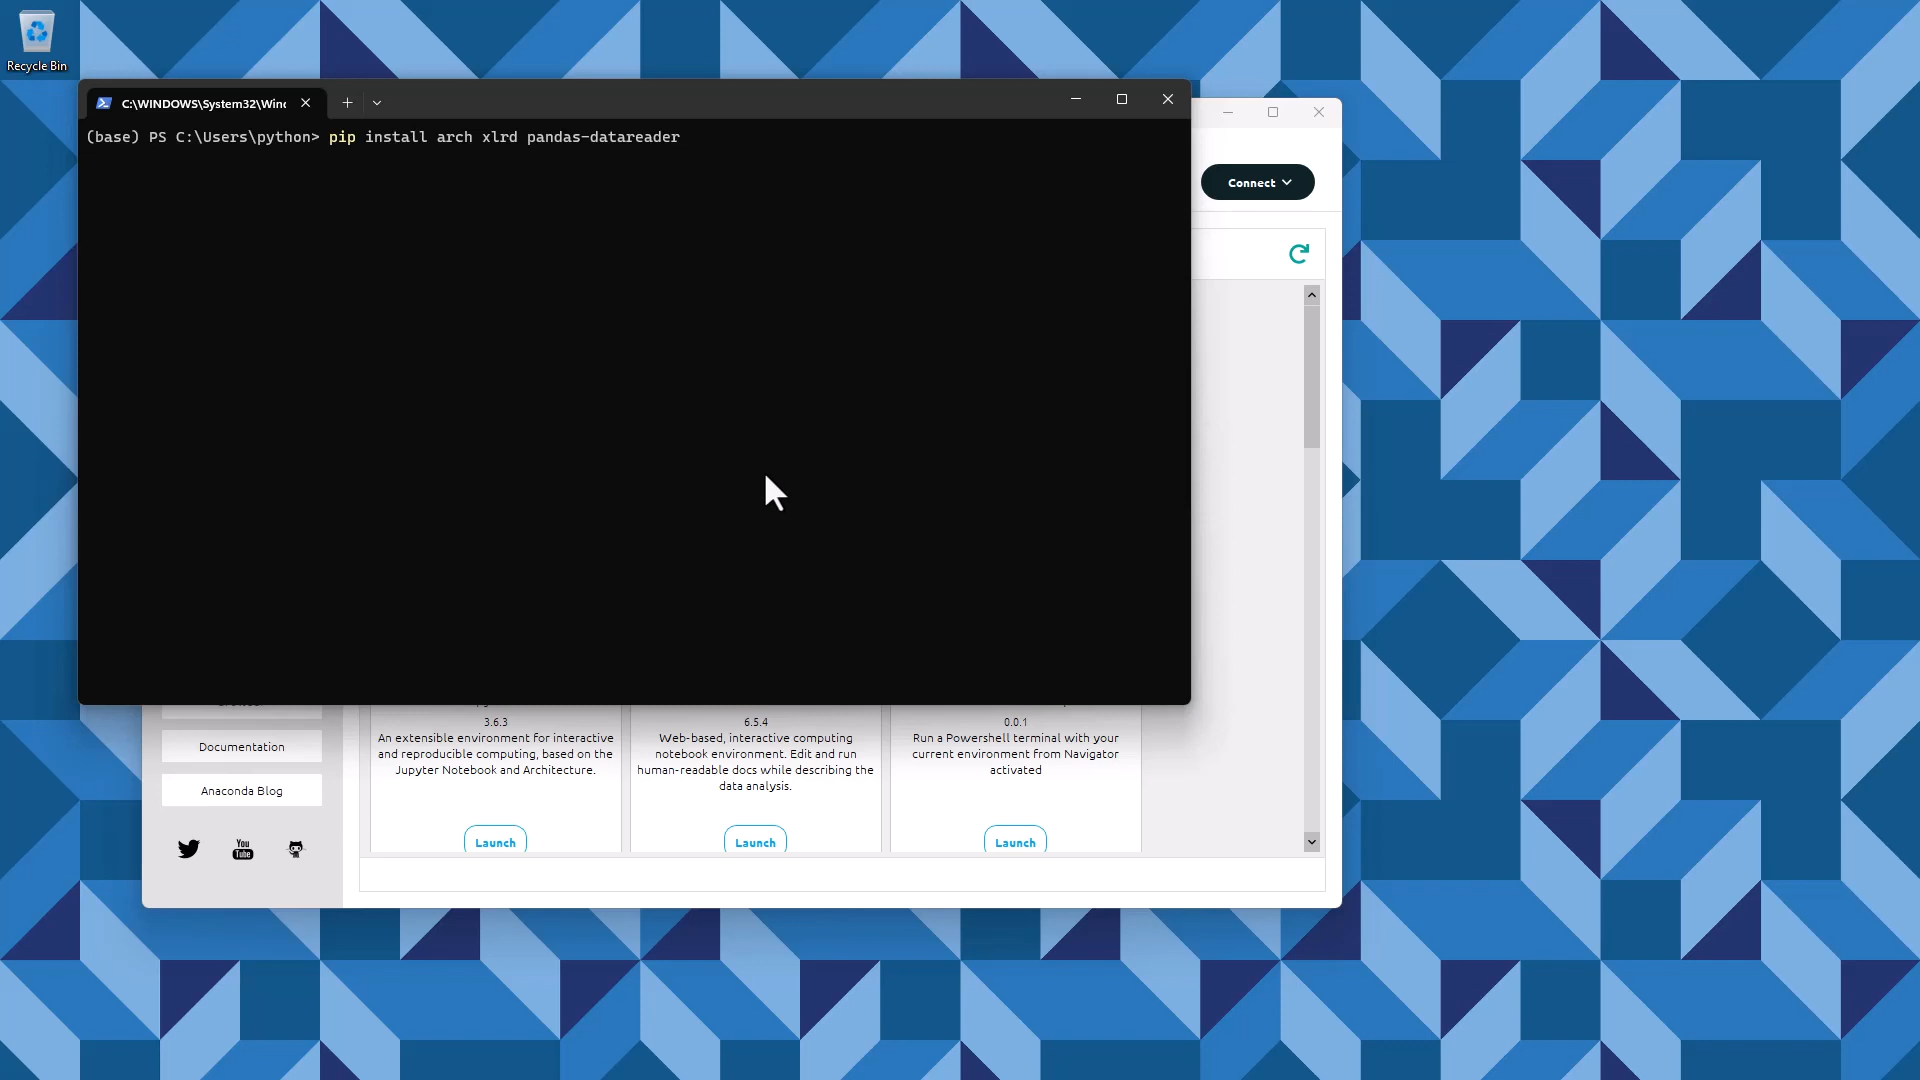 Recycle Bin
C:\WINDOWS\System32\Wind
(base) PS C:\Users\python> pip install arch xlrd pandas-datareader
Connect
3.6.3
An extensible environment for interactive
and reproducible computing, based on the
Jupyter Notebook and Architecture.
Launch
6.5.4
Web-based, interactive computing
notebook environment. Edit and run
human-readable docs while describing the
data analysis.
Launch
0.0.1
Run a Powershell terminal with your
current environment from Navigator
activated
Launch
Documentation
Anaconda Blog
You
Tube